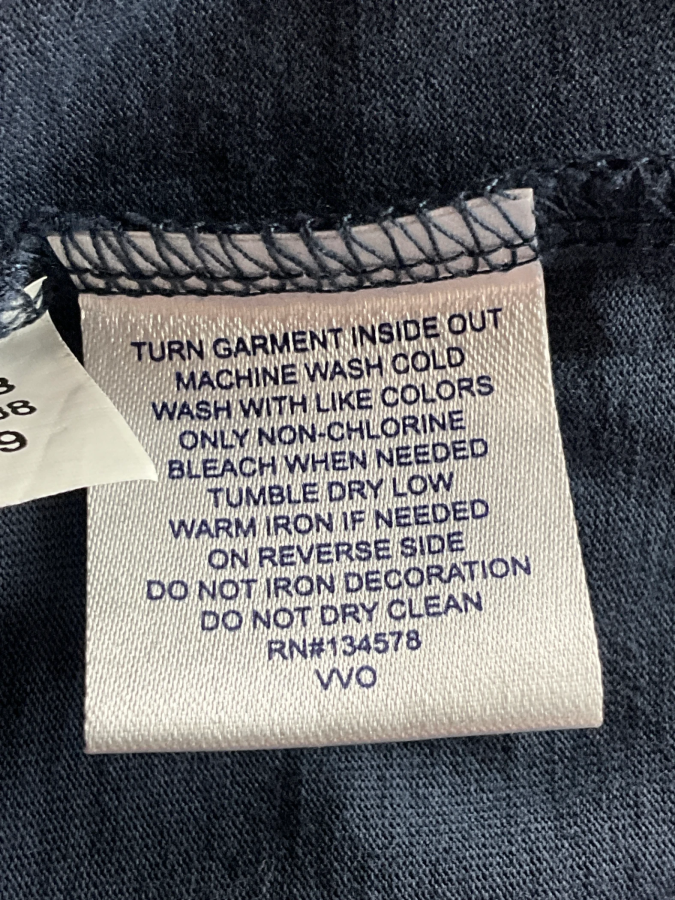 TURN GARMENT INSIDE OUT
MACHINE WASH COLD
WASH WITH LIKE COLORS
ONLY NON-CHLORINE
BLEACH WHEN NEEDED
TUMBLE DRY LOW
WARM IRON IF NEEDED
ON REVERSE SIDE
DO NOT IRON DECORATION
DO NOT DRY CLEAN
RN#134578
VVO
8
9